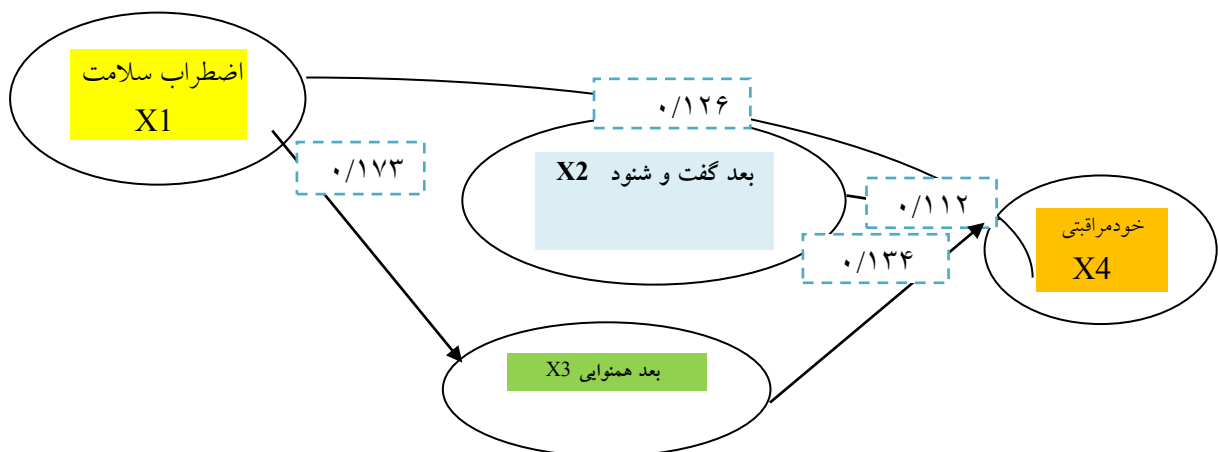 اضطراب سلامت
X1
۰/۱۲۶
۰/۱۷۳
بعد گفت و شنود X2
۰/۱۱۲
۰/۱۳۴
خودمراقبتی
X4
بعد همنوایی X3